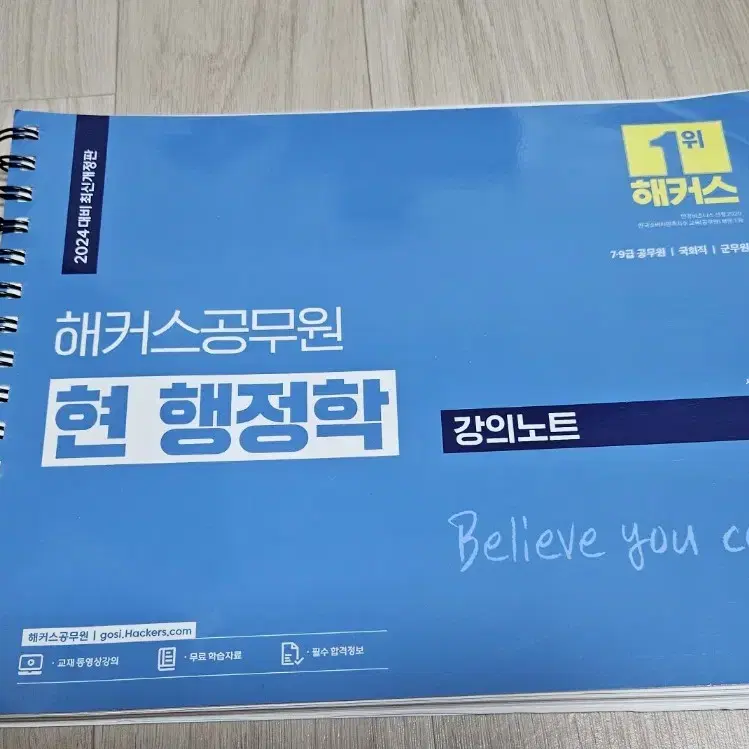 2024 대비 최신개정판
1위
해커스
7·9급 공무원 | 국회직 | 군무원
해커스공무원
현 행정학
강의노트
Believe you
해커스공무원 | gosi.Hackers.com
· 교재 동영상강의
· 무료 학습자료
· 필수 합격정보